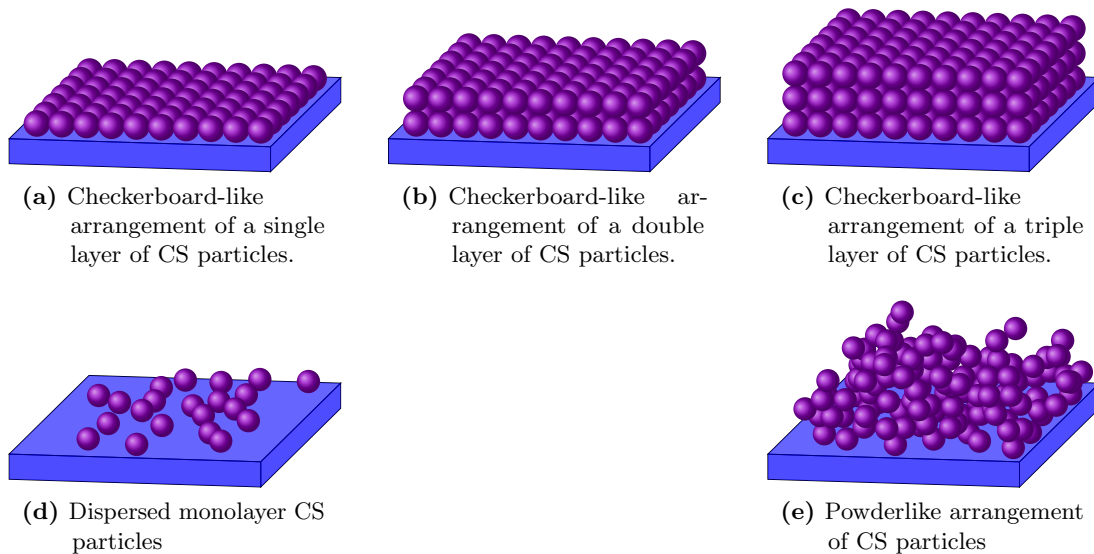 (a) Checkerboard-like
arrangement of a single
layer of CS particles.
(b) Checkerboard-like ar-
rangement of a double
layer of CS particles.
(c) Checkerboard-like
arrangement of a triple
layer of CS particles.
(d) Dispersed monolayer CS
particles
(e) Powderlike arrangement
of CS particles